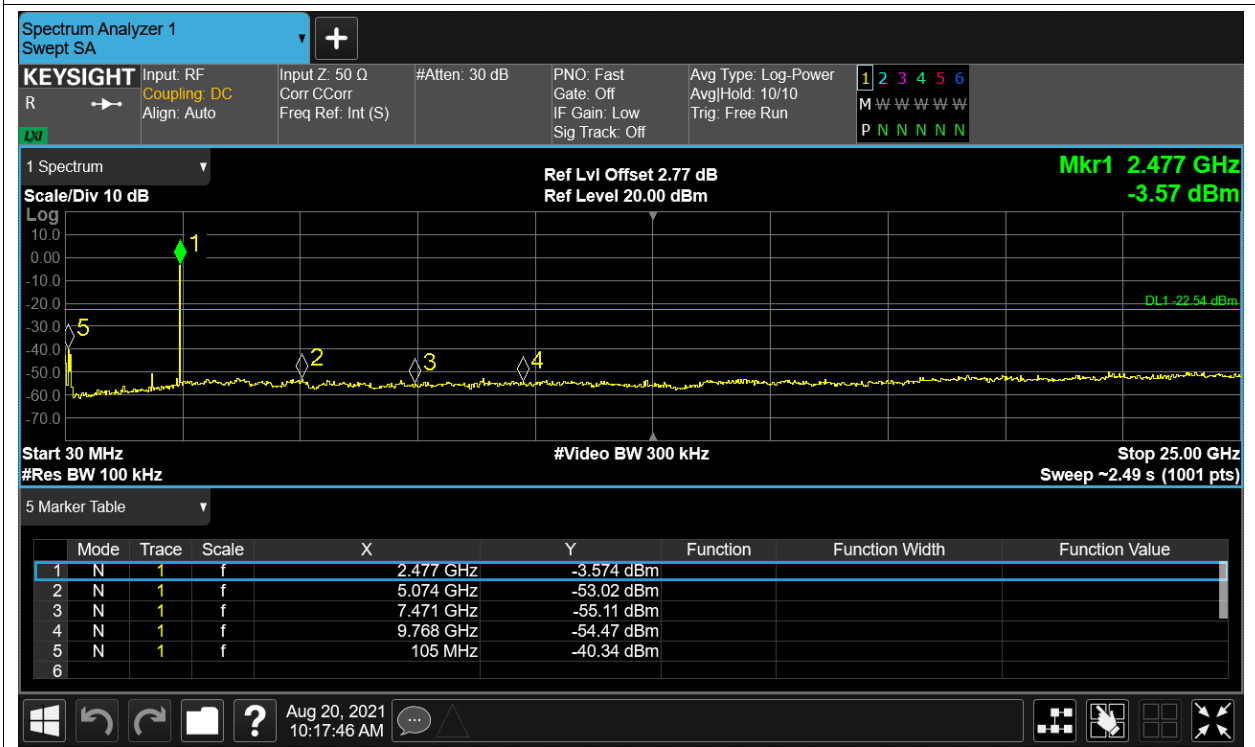 Spectrum Analyzer 1
Swept SA
+
KEYSIGHT Input: RF Input Z: 50 Ω #Atten: 30 dB PNO: Fast Avg Type: Log-Power 1 2 3 4 5 6
R Coupling: DC Corr CCorr Gate: Off Avg|Hold: 10/10 M W W W W W
Align: Auto Freq Ref: Int (S) IF Gain: Low Trig: Free Run
LXI Sig Track: Off P N N N N N
1 Spectrum Ref Lvl Offset 2.77 dB Mkr1 2.477 GHz
Scale/Div 10 dB Ref Level 20.00 dBm -3.57 dBm
Log
10.0 1
0.00
-10.0
-20.0 DL1 -22.54 dBm
-30.0 5
-40.0 2 3 4
-50.0
-60.0
-70.0
Start 30 MHz #Video BW 300 kHz Stop 25.00 GHz
#Res BW 100 kHz Sweep ~2.49 s (1001 pts)
5 Marker Table
Mode Trace Scale X Y Function Function Width Function Value
1 N 1 f 2.477 GHz -3.574 dBm
2 N 1 f 5.074 GHz -53.02 dBm
3 N 1 f 7.471 GHz -55.11 dBm
4 N 1 f 9.768 GHz -54.47 dBm
5 N 1 f 105 MHz -40.34 dBm
6
? Aug 20, 2021
10:17:46 AM